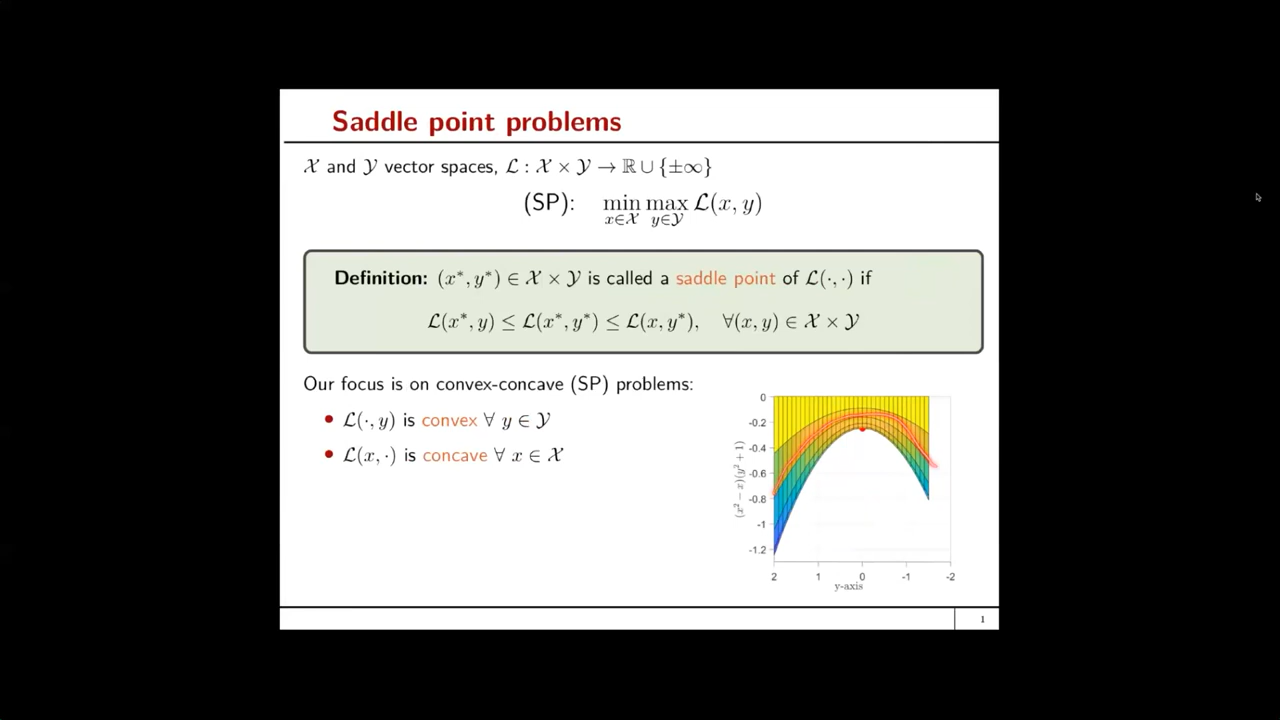 Saddle point problems
𝒳 and 𝒴 vector spaces, ℒ : 𝒳 × 𝒴 → ℝ ∪ {±∞}
(SP): min max ℒ(x, y)
x∈𝒳 y∈𝒴
Definition: (x*, y*) ∈ 𝒳 × 𝒴 is called a saddle point of ℒ(·, ·) if
ℒ(x*, y) ≤ ℒ(x*, y*) ≤ ℒ(x, y*), ∀(x, y) ∈ 𝒳 × 𝒴
Our focus is on convex-concave (SP) problems:
• ℒ(·, y) is convex ∀ y ∈ 𝒴
• ℒ(x, ·) is concave ∀ x ∈ 𝒳
(x² − x)(y² + 1)
0
-0.2
-0.4
-0.6
-0.8
-1
-1.2
2 1 0 -1 -2
y-axis
1